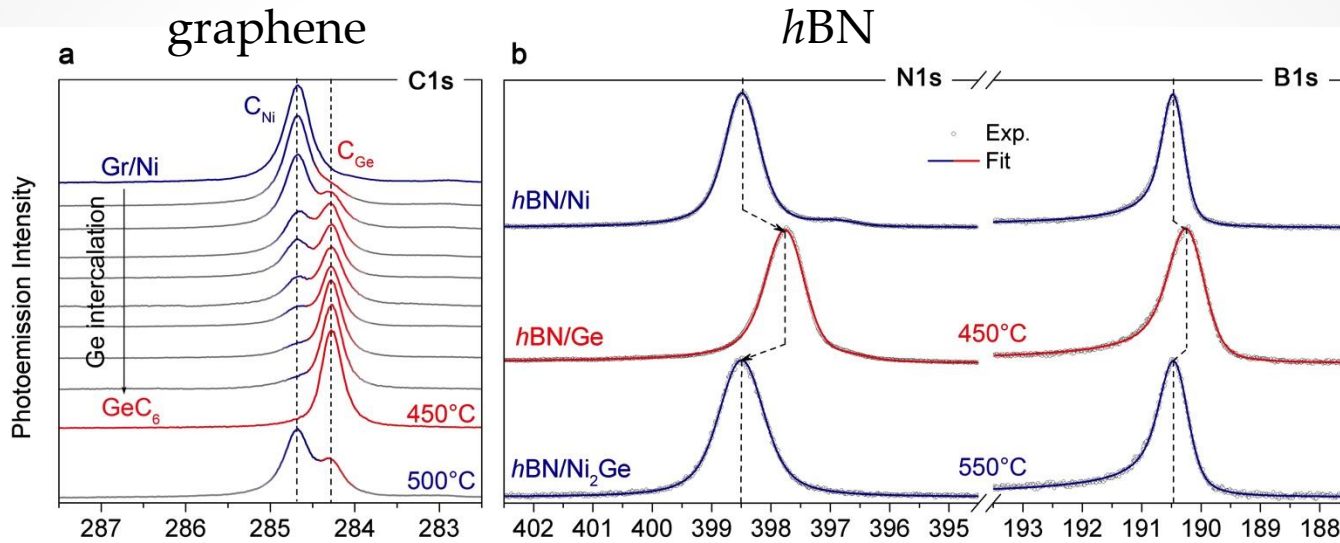 graphene
hBN
a
C1s
C_Ni
C_Ge
Gr/Ni
Ge intercalation
GeC₆
450°C
500°C
Photoemission Intensity
287 286 285 284 283
b
N1s
B1s
Exp.
Fit
hBN/Ni
hBN/Ge
450°C
hBN/Ni₂Ge
550°C
402 401 400 399 398 397 396 395
193 192 191 190 189 188